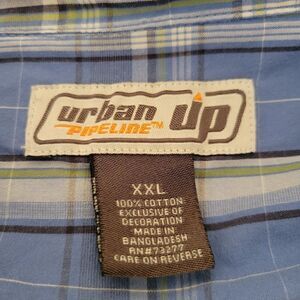 urban up
PIPELINE™
XXL
100% COTTON
EXCLUSIVE OF
DECORATION
MADE IN
BANGLADESH
RN#73277
CARE ON REVERSE